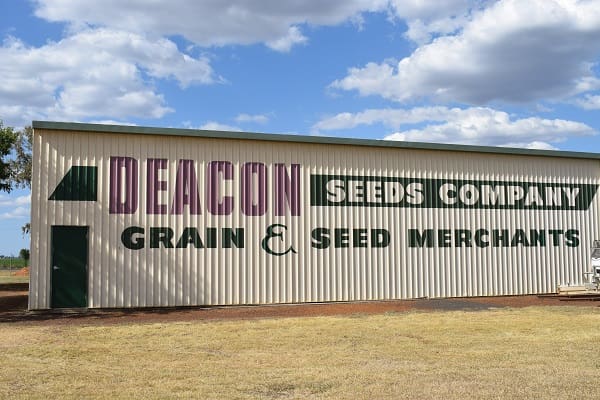 DEACON SEEDS COMPANY
GRAIN & SEED MERCHANTS